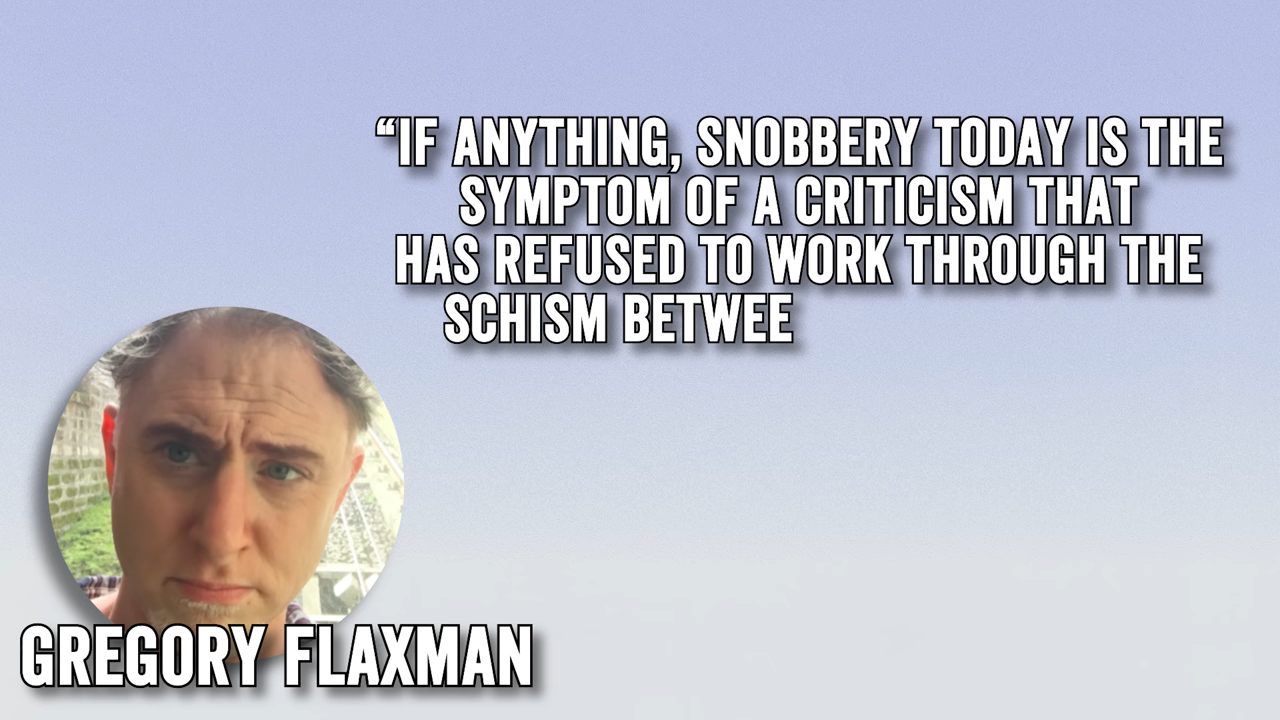 “IF ANYTHING, SNOBBERY TODAY IS THE
SYMPTOM OF A CRITICISM THAT
HAS REFUSED TO WORK THROUGH THE
SCHISM BETWEE
GREGORY FLAXMAN